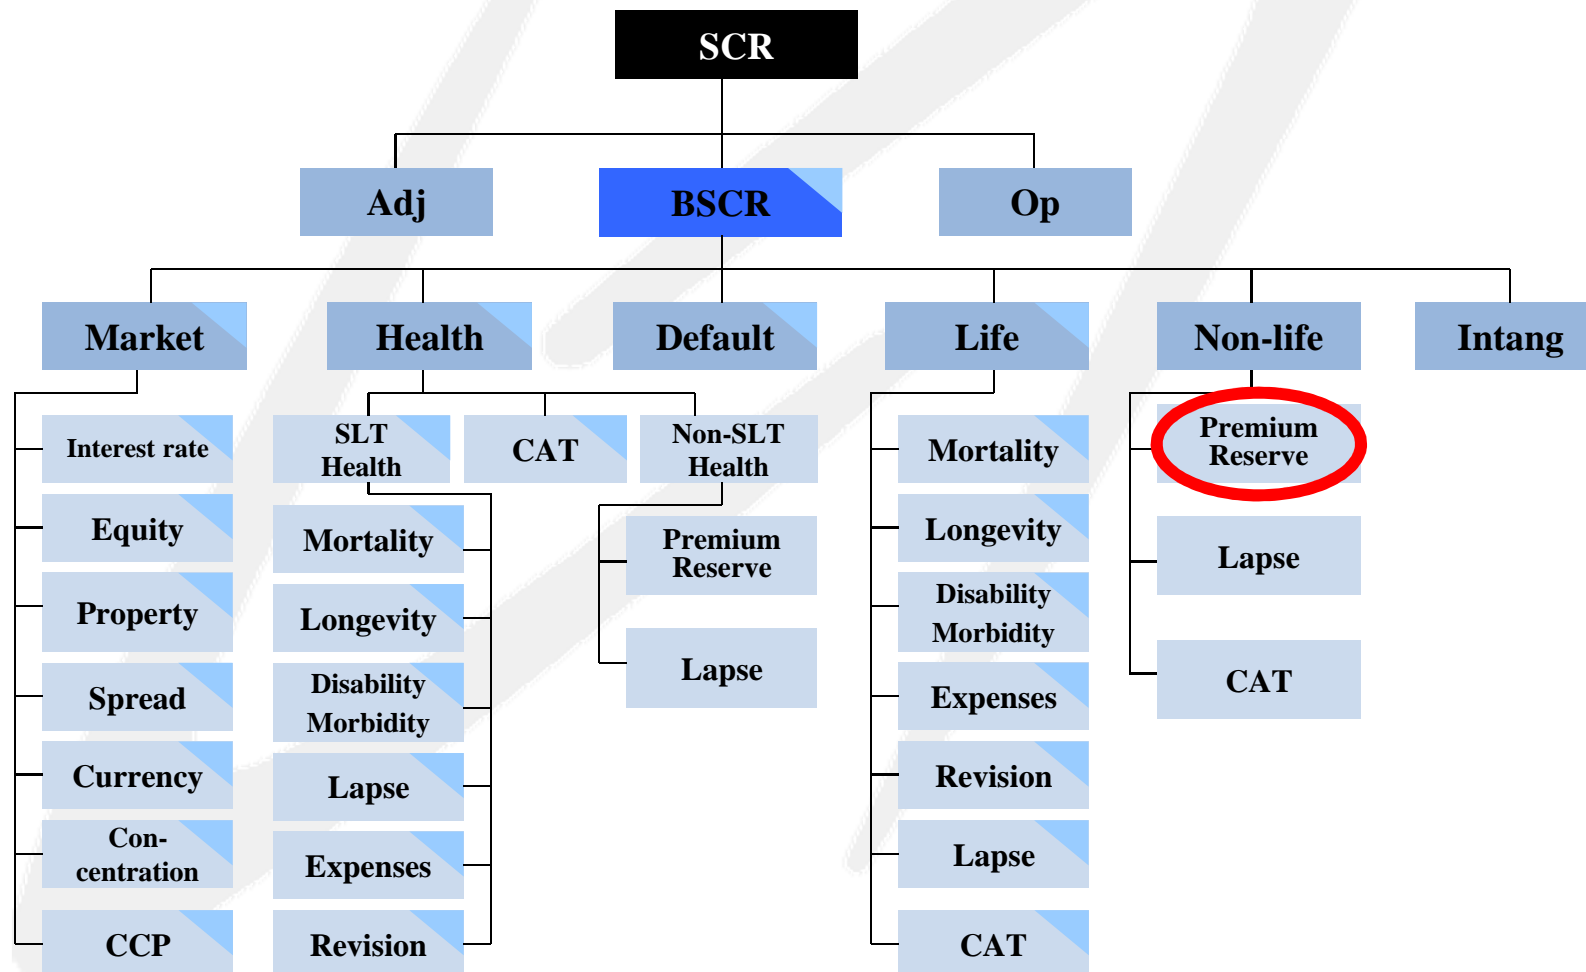 SCR
Adj
BSCR
Op
Market
Health
Default
Life
Non-life
Intang
Interest rate
Equity
Property
Spread
Currency
Con-
centration
CCP
SLT
Health
CAT
Non-SLT
Health
Mortality
Longevity
Disability
Morbidity
Lapse
Expenses
Revision
Premium
Reserve
Lapse
Mortality
Longevity
Disability
Morbidity
Expenses
Revision
Lapse
CAT
Premium
Reserve
Lapse
CAT